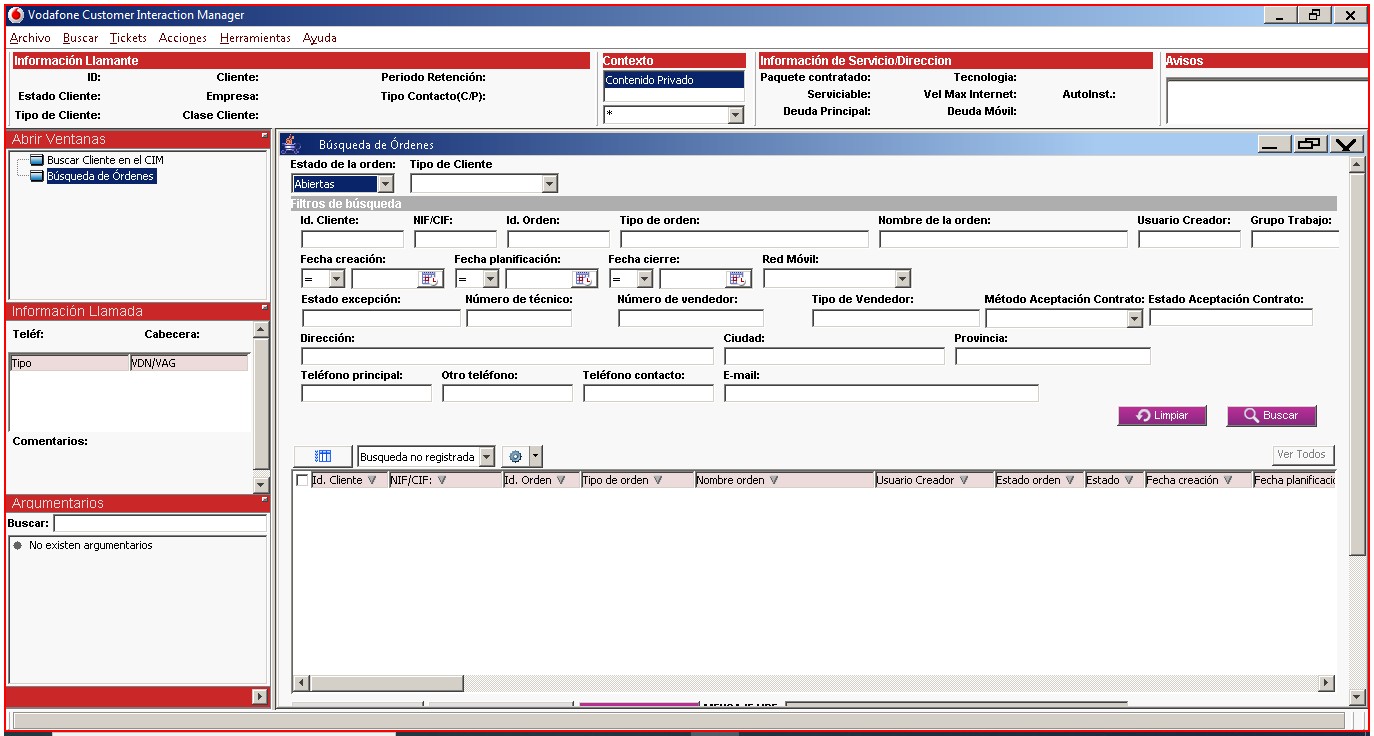 Vodafone Customer Interaction Manager
Archivo Buscar Tickets Acciones Herramientas Ayuda
Información Llamante
ID: Cliente: Periodo Retención:
Estado Cliente: Empresa: Tipo Contacto(C/P):
Tipo de Cliente: Clase Cliente:
Contexto
Contenido Privado
*
Información de Servicio/Direccion
Paquete contratado: Tecnologia:
Serviciable: Vel Max Internet: AutoInst.:
Deuda Principal: Deuda Móvil:
Avisos
Abrir Ventanas
Buscar Cliente en el CIM
Búsqueda de Órdenes
Información Llamada
Teléf: Cabecera:
Tipo VDN/VAG
Comentarios:
Argumentarios
Buscar:
No existen argumentarios
Búsqueda de Órdenes
Estado de la orden: Tipo de Cliente
Abiertas
Filtros de búsqueda
Id. Cliente: NIF/CIF: Id. Orden: Tipo de orden: Nombre de la orden: Usuario Creador: Grupo Trabajo:
Fecha creación: Fecha planificación: Fecha cierre: Red Móvil:
= = =
Estado excepción: Número de técnico: Número de vendedor: Tipo de Vendedor: Método Aceptación Contrato: Estado Aceptación Contrato:
Dirección: Ciudad: Provincia:
Teléfono principal: Otro teléfono: Teléfono contacto: E-mail:
Limpiar Buscar
Busqueda no registrada Ver Todos
Id. Cliente NIF/CIF: Id. Orden Tipo de orden Nombre orden Usuario Creador Estado orden Estado Fecha creación Fecha planificació